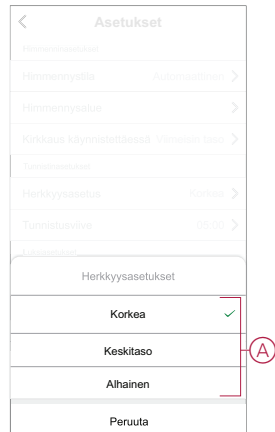 Asetukset
Himmennysasetukset
Himmennystila Automaattinen
Himmennysalue
Kirkkaus käynnistettäessä Viimeisin taso
Tunnistusasetukset
Herkkyysasetus Korkea
Tunnistusviive
Herkkyysasetukset
Korkea
Keskitaso
Alhainen
A
Peruuta